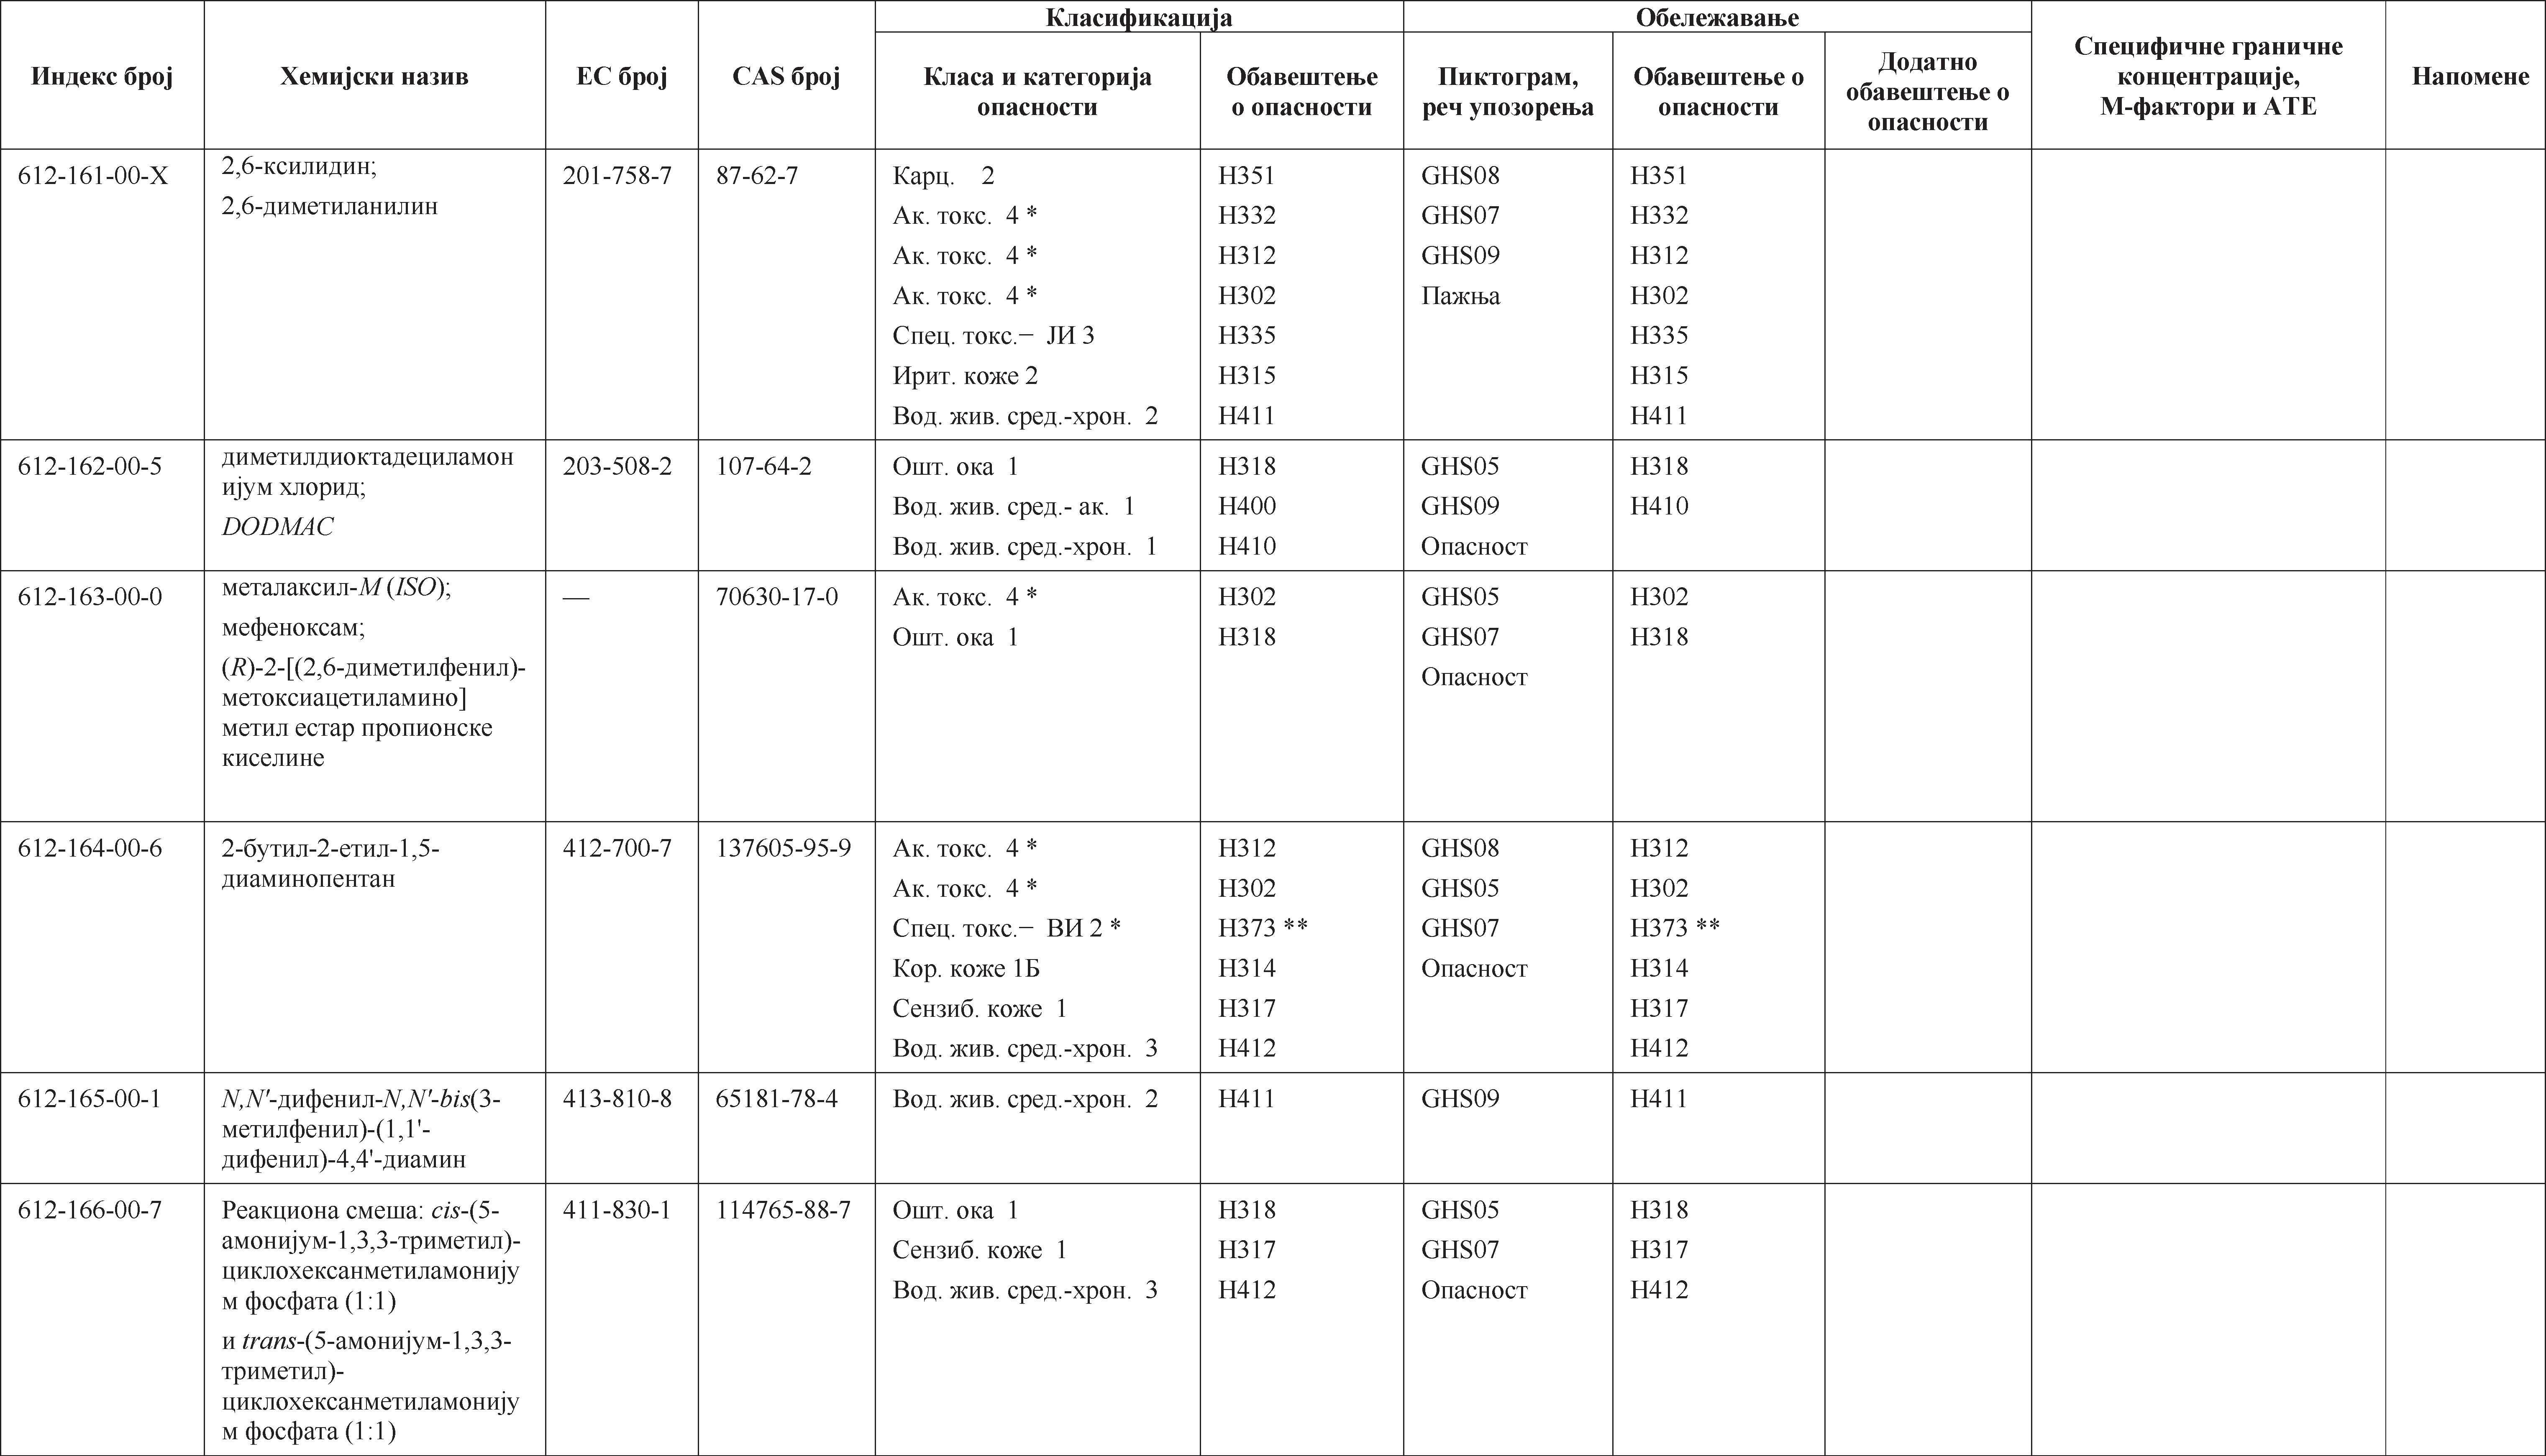 Индекс број
Хемијски назив
ЕС број
CAS број
Класификација
Обележавање
Специфичне граничне
концентрације,
М-фактори и АТЕ
Напомене
Класа и категорија
опасности
Обавештење
о опасности
Пиктограм,
реч упозорења
Обавештење о
опасности
Додатно
обавештење о
опасности
612-161-00-X
2,6-ксилидин;
2,6-диметиланилин
201-758-7
87-62-7
Карц. 2
Ак. токс. 4 *
Ак. токс. 4 *
Ак. токс. 4 *
Спец. токс.− ЈИ 3
Ирит. коже 2
Вод. жив. сред.-хрон. 2
H351
H332
H312
H302
H335
H315
H411
GHS08
GHS07
GHS09
Пажња
H351
H332
H312
H302
H335
H315
H411
612-162-00-5
диметилдиоктадециламон
ијум хлорид;
DODMAC
203-508-2
107-64-2
Ошт. ока 1
Вод. жив. сред.- ак. 1
Вод. жив. сред.-хрон. 1
H318
H400
H410
GHS05
GHS09
Опасност
H318
H410
612-163-00-0
металаксил-M (ISO);
мефеноксам;
(R)-2-[(2,6-диметилфенил)-
метоксиацетиламино]
метил естар пропионске
киселине
—
70630-17-0
Ак. токс. 4 *
Ошт. ока 1
H302
H318
GHS05
GHS07
Опасност
H302
H318
612-164-00-6
2-бутил-2-етил-1,5-
диаминопентан
412-700-7
137605-95-9
Ак. токс. 4 *
Ак. токс. 4 *
Спец. токс.− ВИ 2 *
Кор. коже 1Б
Сензиб. коже 1
Вод. жив. сред.-хрон. 3
H312
H302
H373 **
H314
H317
H412
GHS08
GHS05
GHS07
Опасност
H312
H302
H373 **
H314
H317
H412
612-165-00-1
N,N'-дифенил-N,N'-bis(3-
метилфенил)-(1,1'-
дифенил)-4,4'-диамин
413-810-8
65181-78-4
Вод. жив. сред.-хрон. 2
H411
GHS09
H411
612-166-00-7
Реакциона смеша: cis-(5-
амонијум-1,3,3-триметил)-
циклохексанметиламонију
м фосфата (1:1)
и trans-(5-амонијум-1,3,3-
триметил)-
циклохексанметиламонију
м фосфата (1:1)
411-830-1
114765-88-7
Ошт. ока 1
Сензиб. коже 1
Вод. жив. сред.-хрон. 3
H318
H317
H412
GHS05
GHS07
Опасност
H318
H317
H412